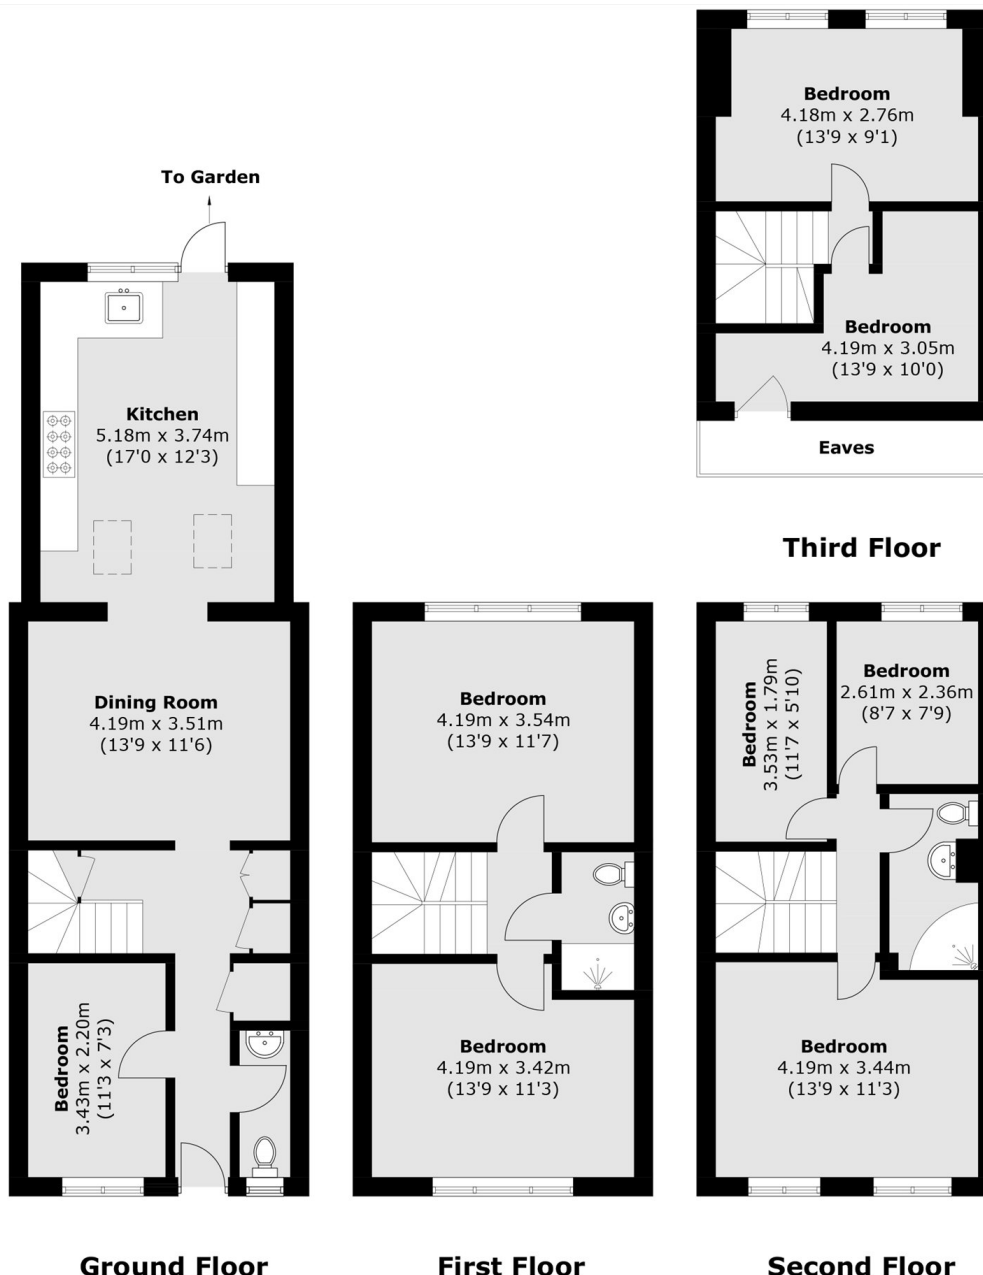 Bedroom
4.18m x 2.76m
(13'9 x 9'1)
Bedroom
4.19m x 3.05m
(13'9 x 10'0)
Eaves
Third Floor
To Garden
Kitchen
5.18m x 3.74m
(17'0 x 12'3)
Dining Room
4.19m x 3.51m
(13'9 x 11'6)
Bedroom
3.43m x 2.20m
(11'3 x 7'3)
Ground Floor
Bedroom
4.19m x 3.54m
(13'9 x 11'7)
Bedroom
4.19m x 3.42m
(13'9 x 11'3)
First Floor
Bedroom
3.53m x 1.79m
(11'7 x 5'10)
Bedroom
2.61m x 2.36m
(8'7 x 7'9)
Bedroom
4.19m x 3.44m
(13'9 x 11'3)
Second Floor